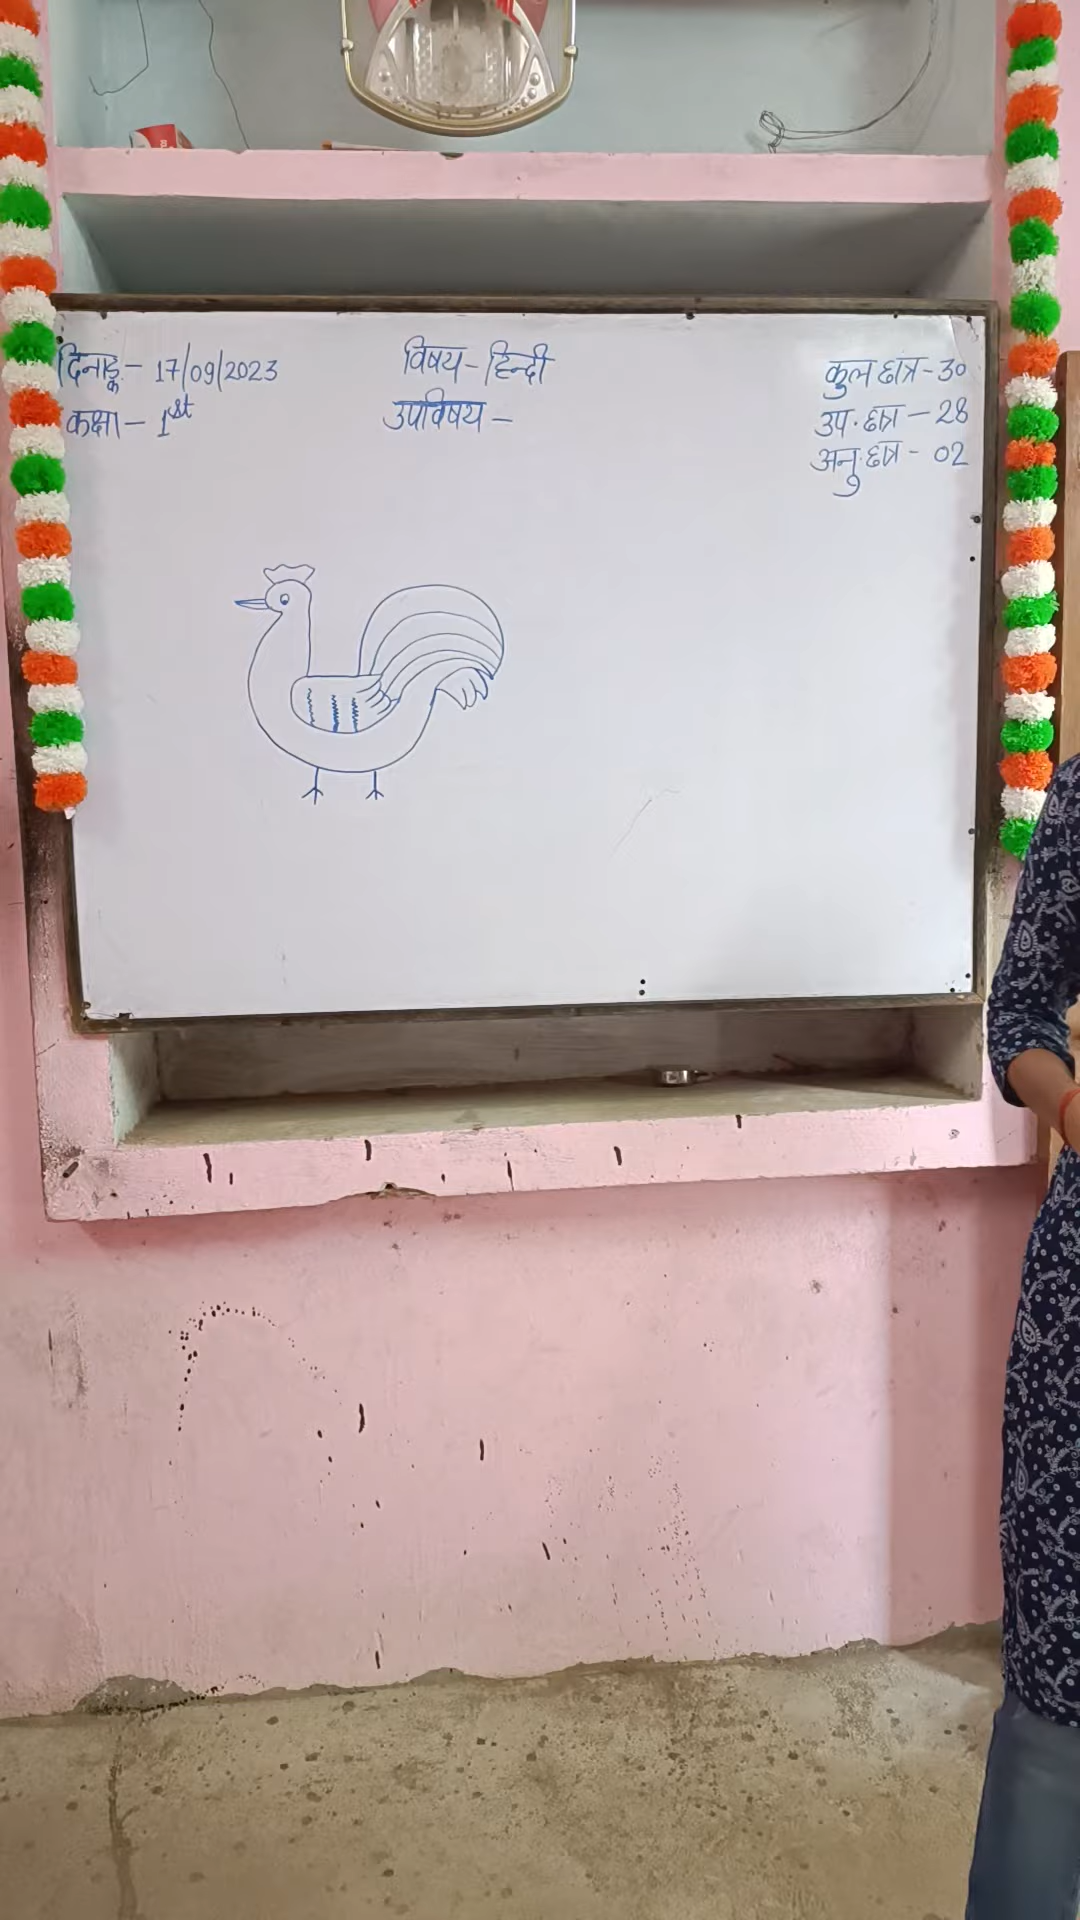 दिनाङ्क - 17/09/2023
कक्षा - 1st
विषय - हिन्दी
उपविषय -
कुल छात्र - 30
उप. छात्र - 28
अनु. छात्र - 02